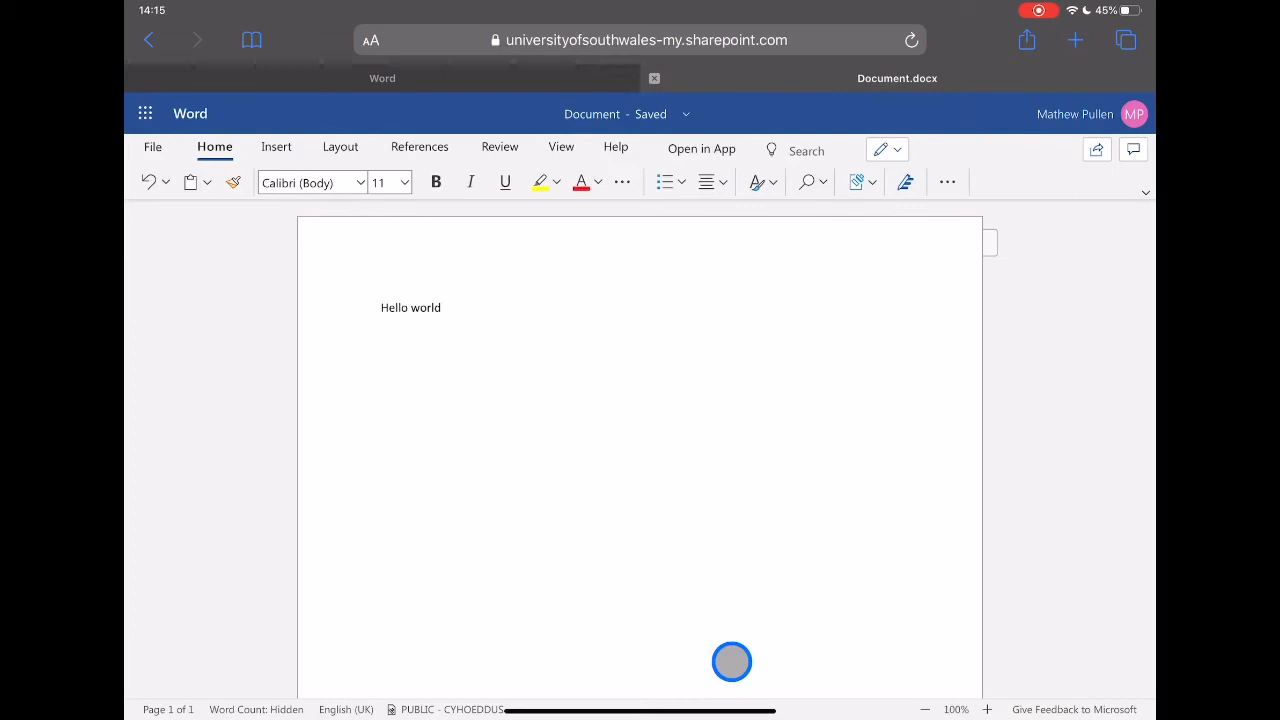 14:15 45%
AA universityofsouthwales-my.sharepoint.com
Word Document.docx
Word Document - Saved Mathew Pullen MP
File Home Insert Layout References Review View Help Open in App Search
Calibri (Body) 11 B I U A
Hello world
Page 1 of 1 Word Count: Hidden English (UK) PUBLIC - CYHOEDDUS 100% Give Feedback to Microsoft